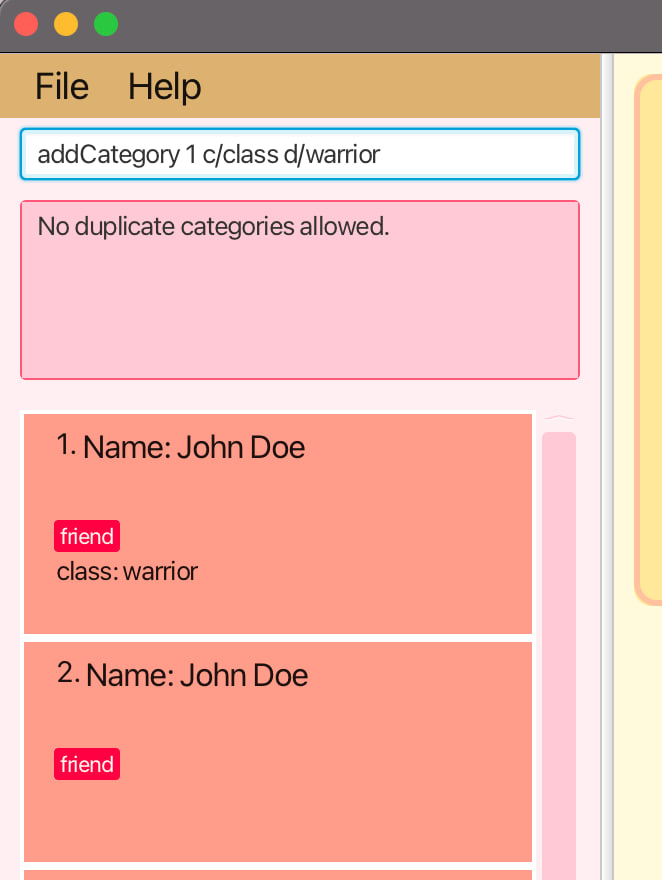 File Help
addCategory 1 c/class d/warrior
No duplicate categories allowed.
1. Name: John Doe
friend
class: warrior
2. Name: John Doe
friend